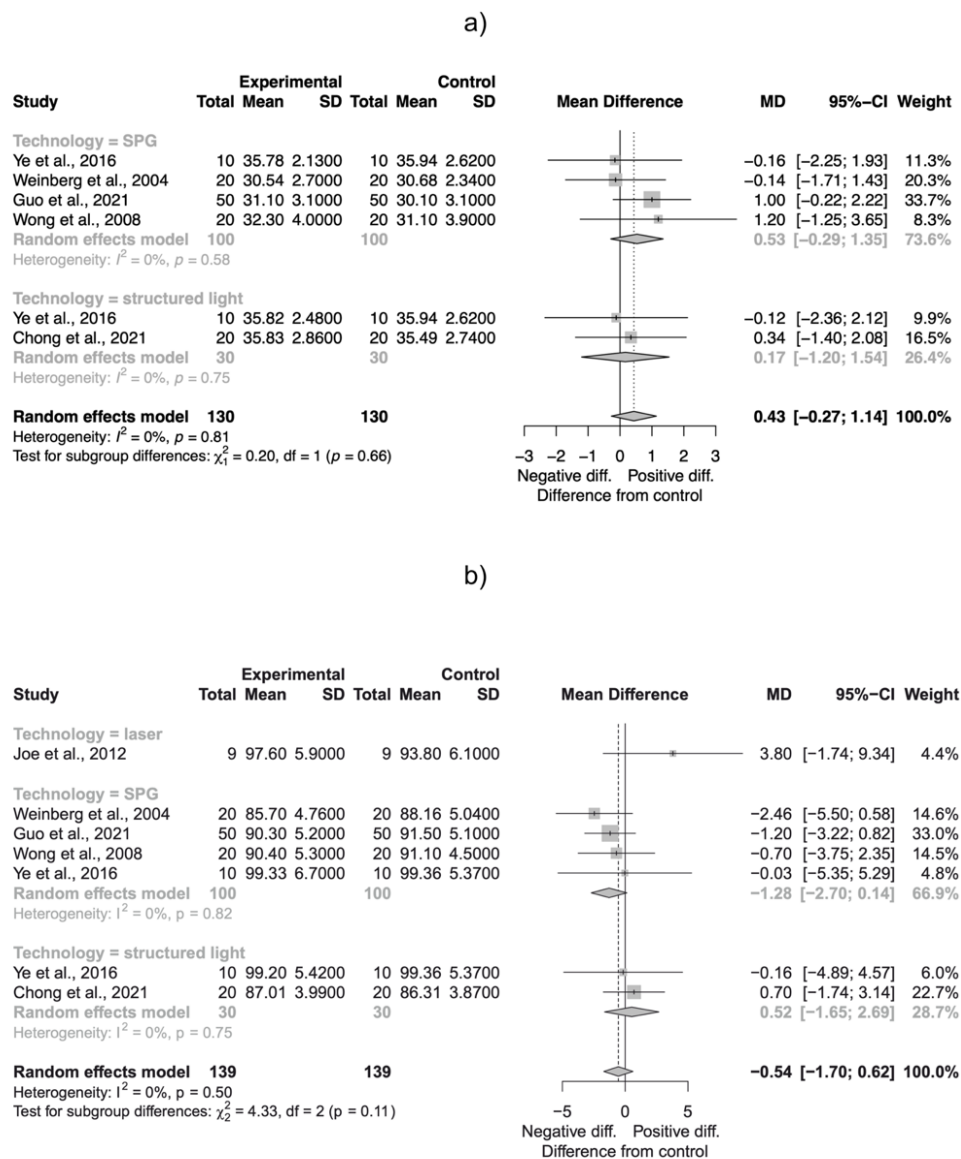 a)
Experimental Control
Study Total Mean SD Total Mean SD Mean Difference MD 95%−CI Weight
Technology = SPG
Ye et al., 2016 10 35.78 2.1300 10 35.94 2.6200 −0.16 [−2.25; 1.93] 11.3%
Weinberg et al., 2004 20 30.54 2.7000 20 30.68 2.3400 −0.14 [−1.71; 1.43] 20.3%
Guo et al., 2021 50 31.10 3.1000 50 30.10 3.1000 1.00 [−0.22; 2.22] 33.7%
Wong et al., 2008 20 32.30 4.0000 20 31.10 3.9000 1.20 [−1.25; 3.65] 8.3%
Random effects model 100 100 0.53 [−0.29; 1.35] 73.6%
Heterogeneity: I² = 0%, p = 0.58
Technology = structured light
Ye et al., 2016 10 35.82 2.4800 10 35.94 2.6200 −0.12 [−2.36; 2.12] 9.9%
Chong et al., 2021 20 35.83 2.8600 20 35.49 2.7400 0.34 [−1.40; 2.08] 16.5%
Random effects model 30 30 0.17 [−1.20; 1.54] 26.4%
Heterogeneity: I² = 0%, p = 0.75
Random effects model 130 130 0.43 [−0.27; 1.14] 100.0%
Heterogeneity: I² = 0%, p = 0.81
Test for subgroup differences: χ²₁ = 0.20, df = 1 (p = 0.66)
−3 −2 −1 0 1 2 3
Negative diff. Positive diff.
Difference from control
b)
Experimental Control
Study Total Mean SD Total Mean SD Mean Difference MD 95%−CI Weight
Technology = laser
Joe et al., 2012 9 97.60 5.9000 9 93.80 6.1000 3.80 [−1.74; 9.34] 4.4%
Technology = SPG
Weinberg et al., 2004 20 85.70 4.7600 20 88.16 5.0400 −2.46 [−5.50; 0.58] 14.6%
Guo et al., 2021 50 90.30 5.2000 50 91.50 5.1000 −1.20 [−3.22; 0.82] 33.0%
Wong et al., 2008 20 90.40 5.3000 20 91.10 4.5000 −0.70 [−3.75; 2.35] 14.5%
Ye et al., 2016 10 99.33 6.7000 10 99.36 5.3700 −0.03 [−5.35; 5.29] 4.8%
Random effects model 100 100 −1.28 [−2.70; 0.14] 66.9%
Heterogeneity: I² = 0%, p = 0.82
Technology = structured light
Ye et al., 2016 10 99.20 5.4200 10 99.36 5.3700 −0.16 [−4.89; 4.57] 6.0%
Chong et al., 2021 20 87.01 3.9900 20 86.31 3.8700 0.70 [−1.74; 3.14] 22.7%
Random effects model 30 30 0.52 [−1.65; 2.69] 28.7%
Heterogeneity: I² = 0%, p = 0.75
Random effects model 139 139 −0.54 [−1.70; 0.62] 100.0%
Heterogeneity: I² = 0%, p = 0.50
Test for subgroup differences: χ²₂ = 4.33, df = 2 (p = 0.11)
−5 0 5
Negative diff. Positive diff.
Difference from control